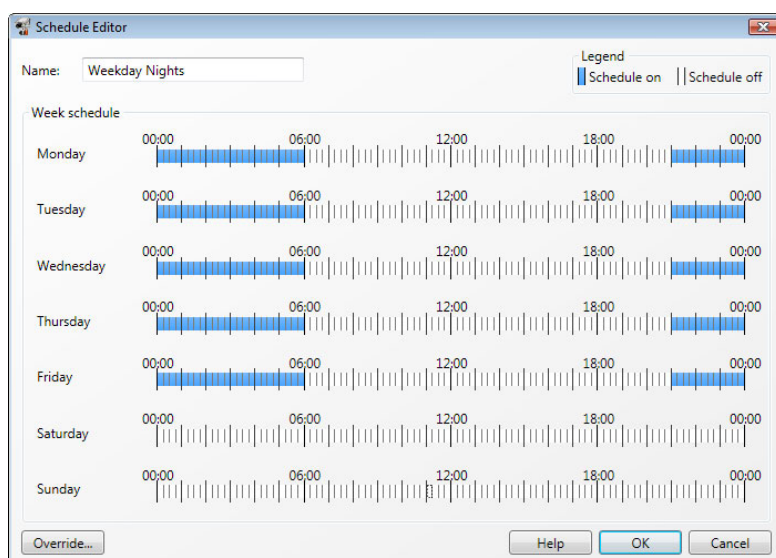 Schedule Editor
Legend
Name: Weekday Nights Schedule on Schedule off
Week schedule
00:00 06:00 12:00 18:00 00:00
Monday
00:00 06:00 12:00 18:00 00:00
Tuesday
00:00 06:00 12:00 18:00 00:00
Wednesday
00:00 06:00 12:00 18:00 00:00
Thursday
00:00 06:00 12:00 18:00 00:00
Friday
00:00 06:00 12:00 18:00 00:00
Saturday
00:00 06:00 12:00 18:00 00:00
Sunday
Override... Help OK Cancel